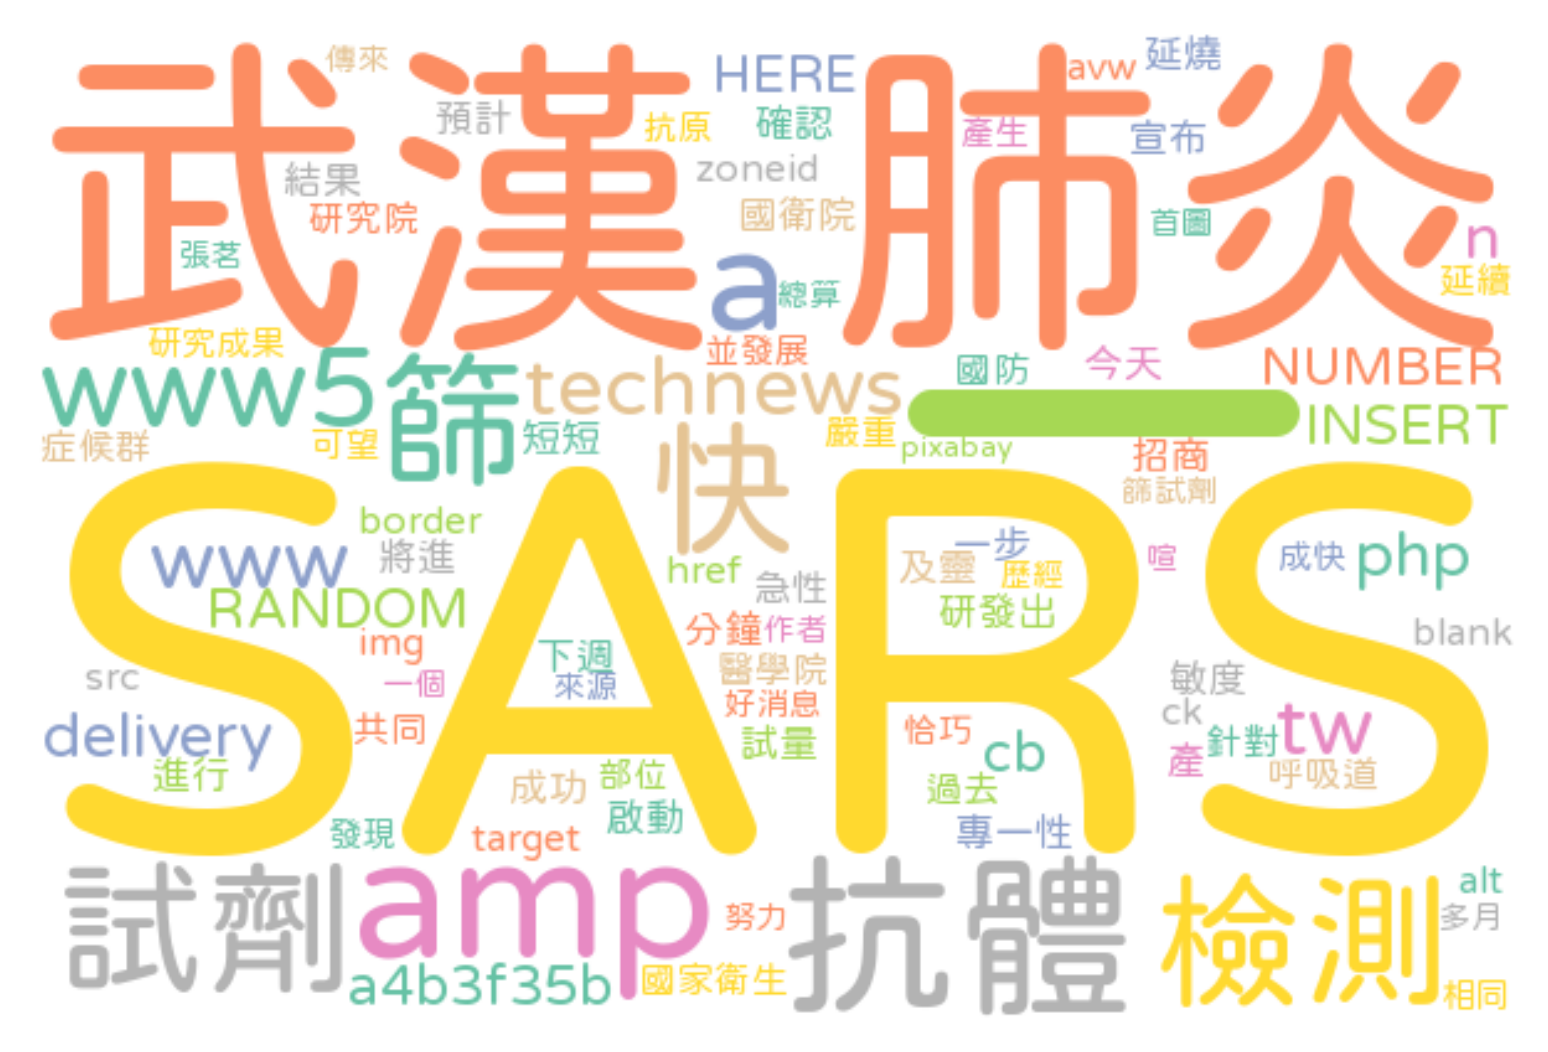 武漢肺炎
傳來
HERE
avw
延燒
預計
抗原
確認
產生
宣布
結果
zoneid
研究院
國衛院
首圖
n
張茗
a
總算
延續
研究成果
並發展
國防
今天
NUMBER
www5
篩
technews
INSERT
症候群
可望
短短
快
嚴重
pixabay
招商
篩試劑
SARS
border
www
將進
href
急性
一步
及靈
歷經
喧
成快
php
RANDOM
研發出
img
分鐘
作者
blank
下週
醫學院
src
一個
來源
敏度
好消息
ck
delivery
共同
試量
恰巧
cb
針對
tw
進行
成功
部位
過去
產
呼吸道
發現
target
啟動
專一性
試劑
amp
抗體
檢測
alt
努力
多月
a4b3f35b
國家衛生
相同